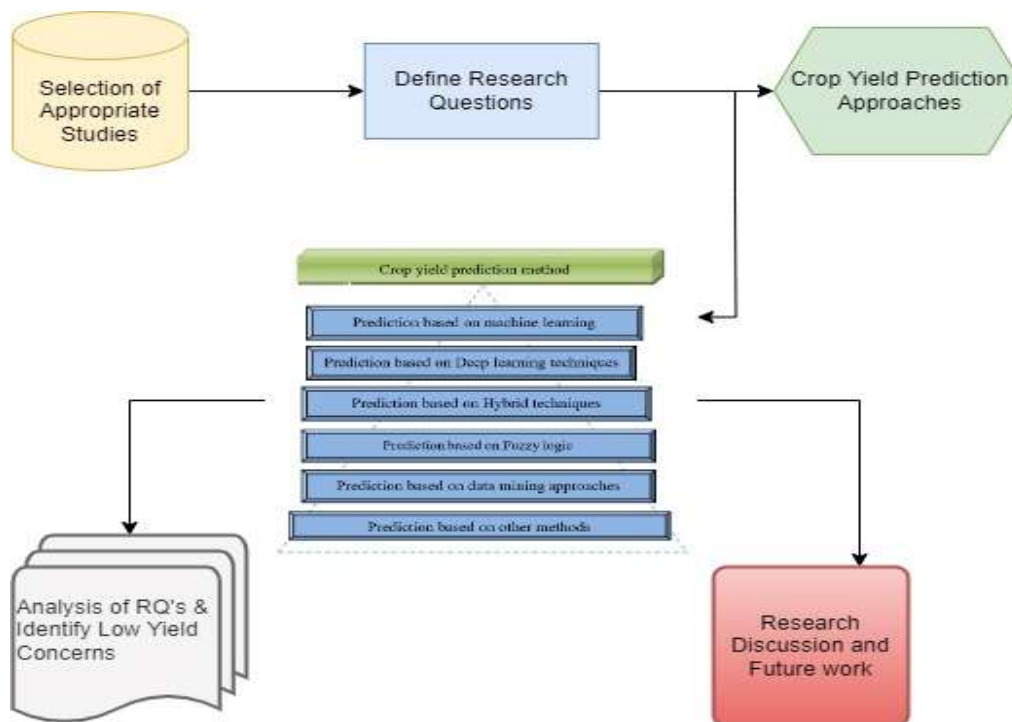 Selection of
Appropriate
Studies
Define Research
Questions
Crop Yield Prediction
Approaches
Crop yield prediction method
Prediction based on machine learning
Prediction based on Deep learning techniques
Prediction based on Hybrid techniques
Prediction based on Fuzzy logic
Prediction based on data mining approaches
Prediction based on other methods
Analysis of RQ's &
Identify Low Yield
Concerns
Research
Discussion and
Future work